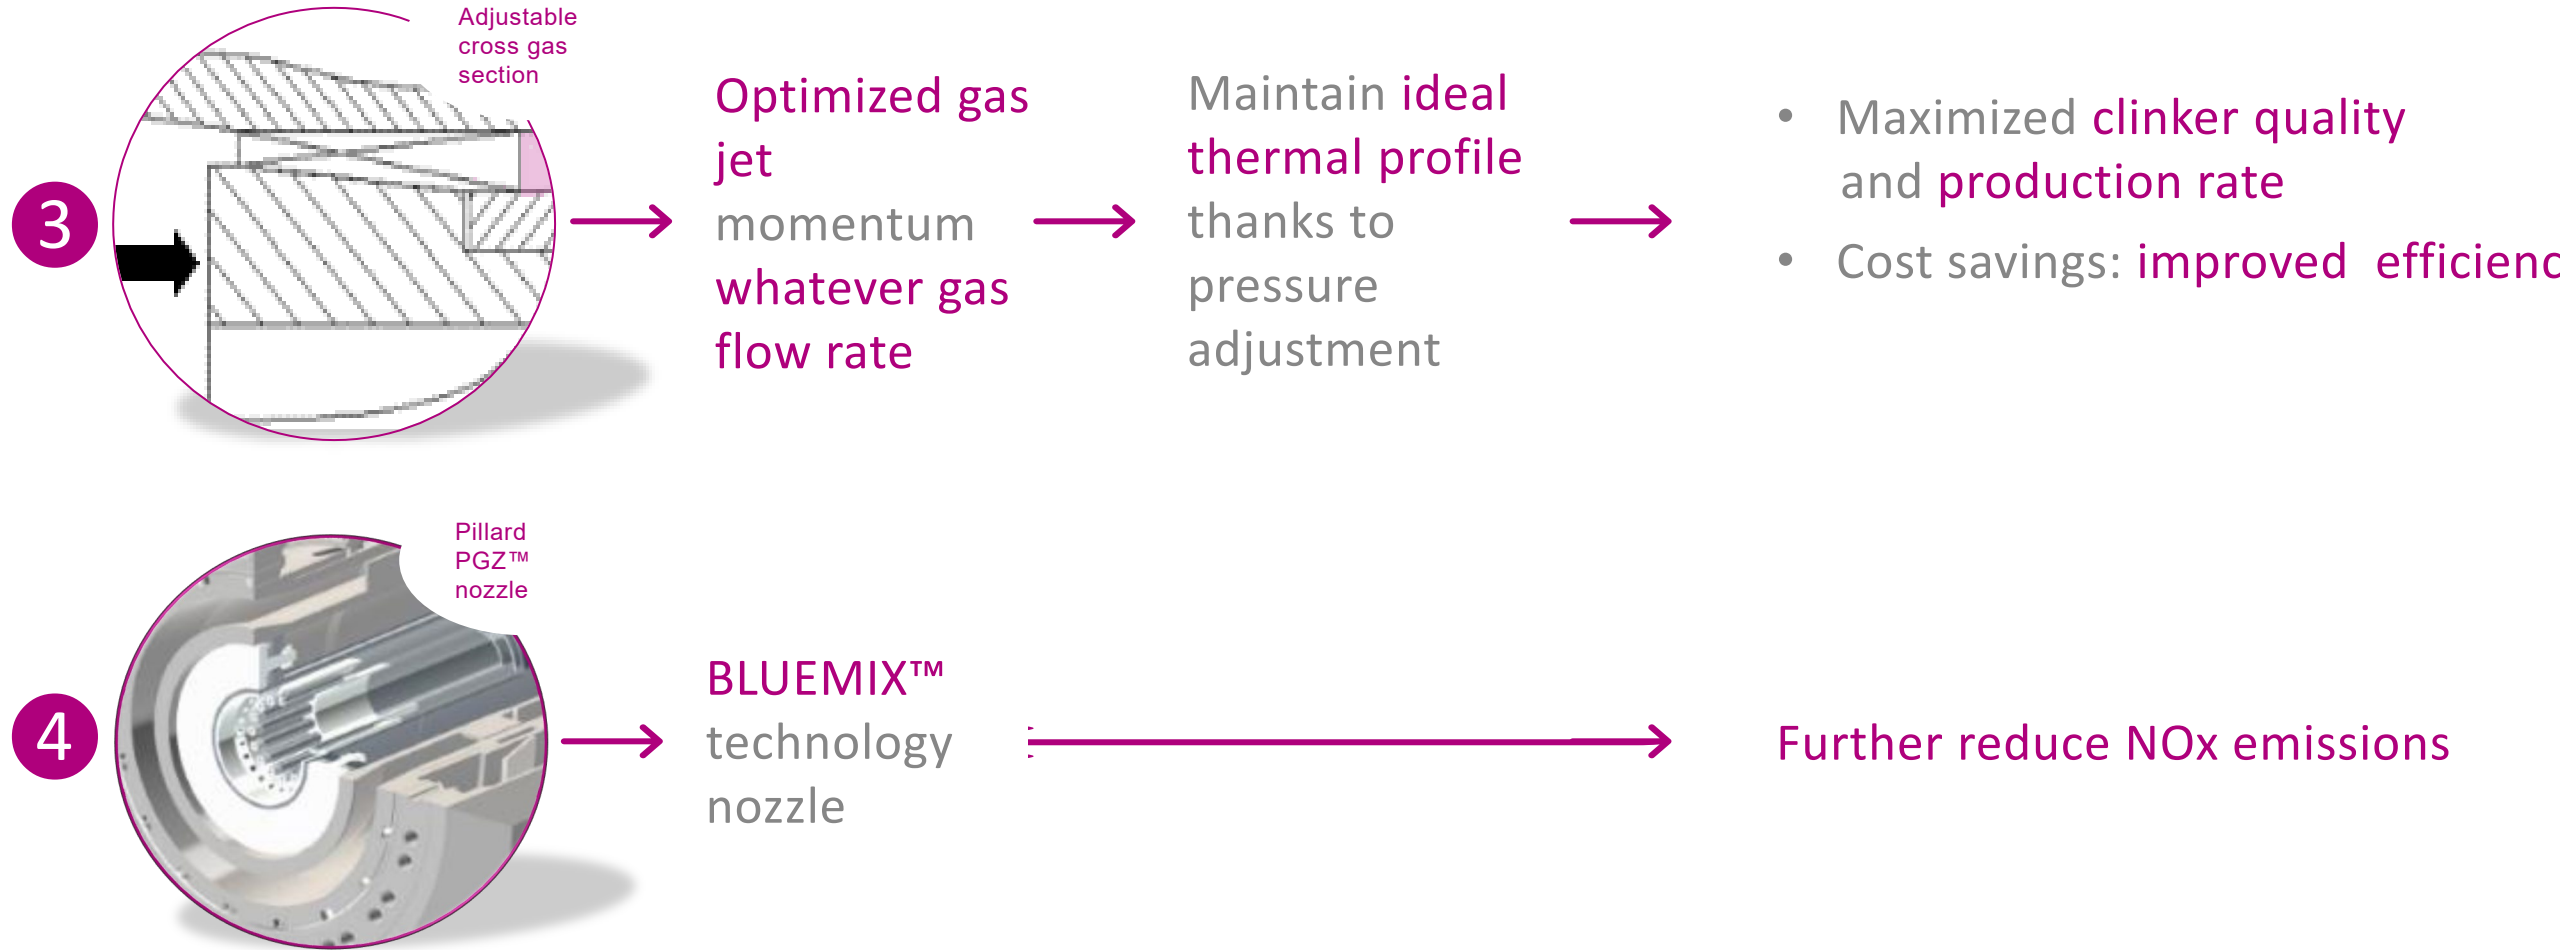 Adjustable
cross gas
section
3
Optimized gas
jet
momentum
whatever gas
flow rate
Maintain ideal
thermal profile
thanks to
pressure
adjustment
• Maximized clinker quality
and production rate
• Cost savings: improved efficienc
Pillard
PGZ™
nozzle
4
BLUEMIX™
technology
nozzle
Further reduce NOx emissions